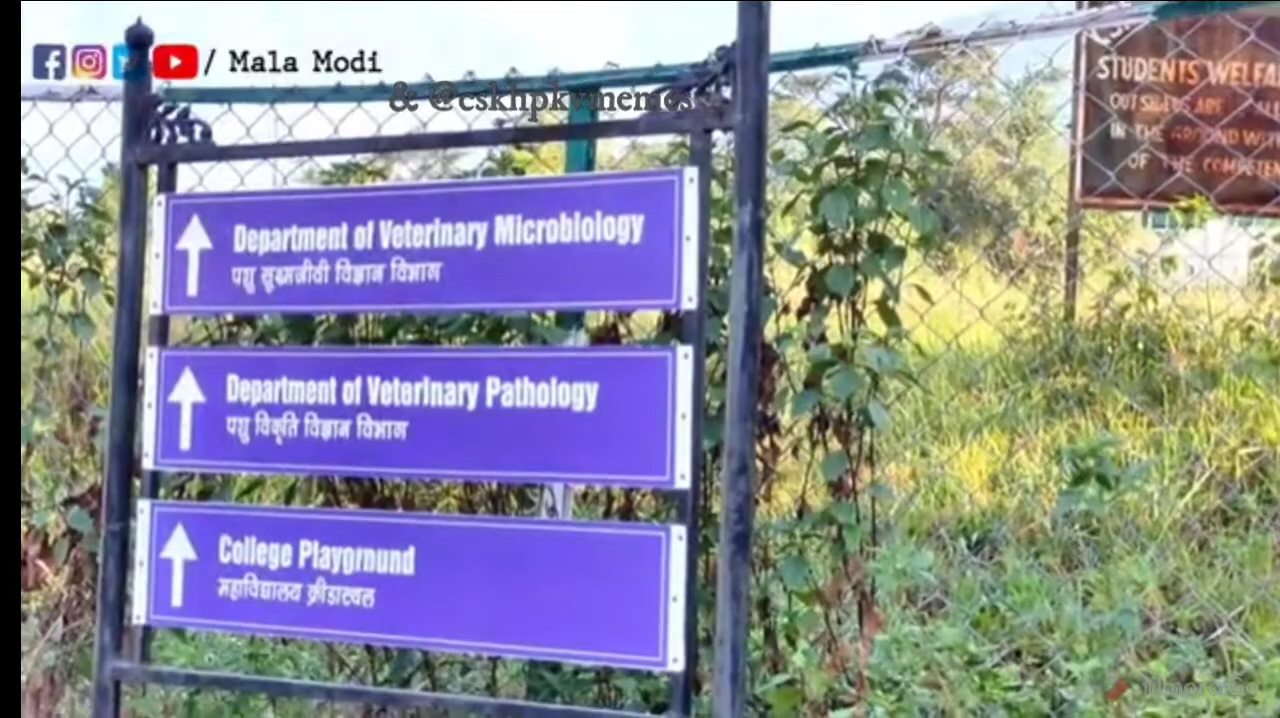 / Mala Modi
& @cskhpkvmemes
STUDENTS WELFA
OUTSIDERS ARE
IN THE GROUND WIT
OF THE COMPETEN
Department of Veterinary Microbiology
पशु सूक्ष्मजीवी विज्ञान विभाग
Department of Veterinary Pathology
पशु विकृति विज्ञान विभाग
College Playground
महाविद्यालय क्रीडास्थल